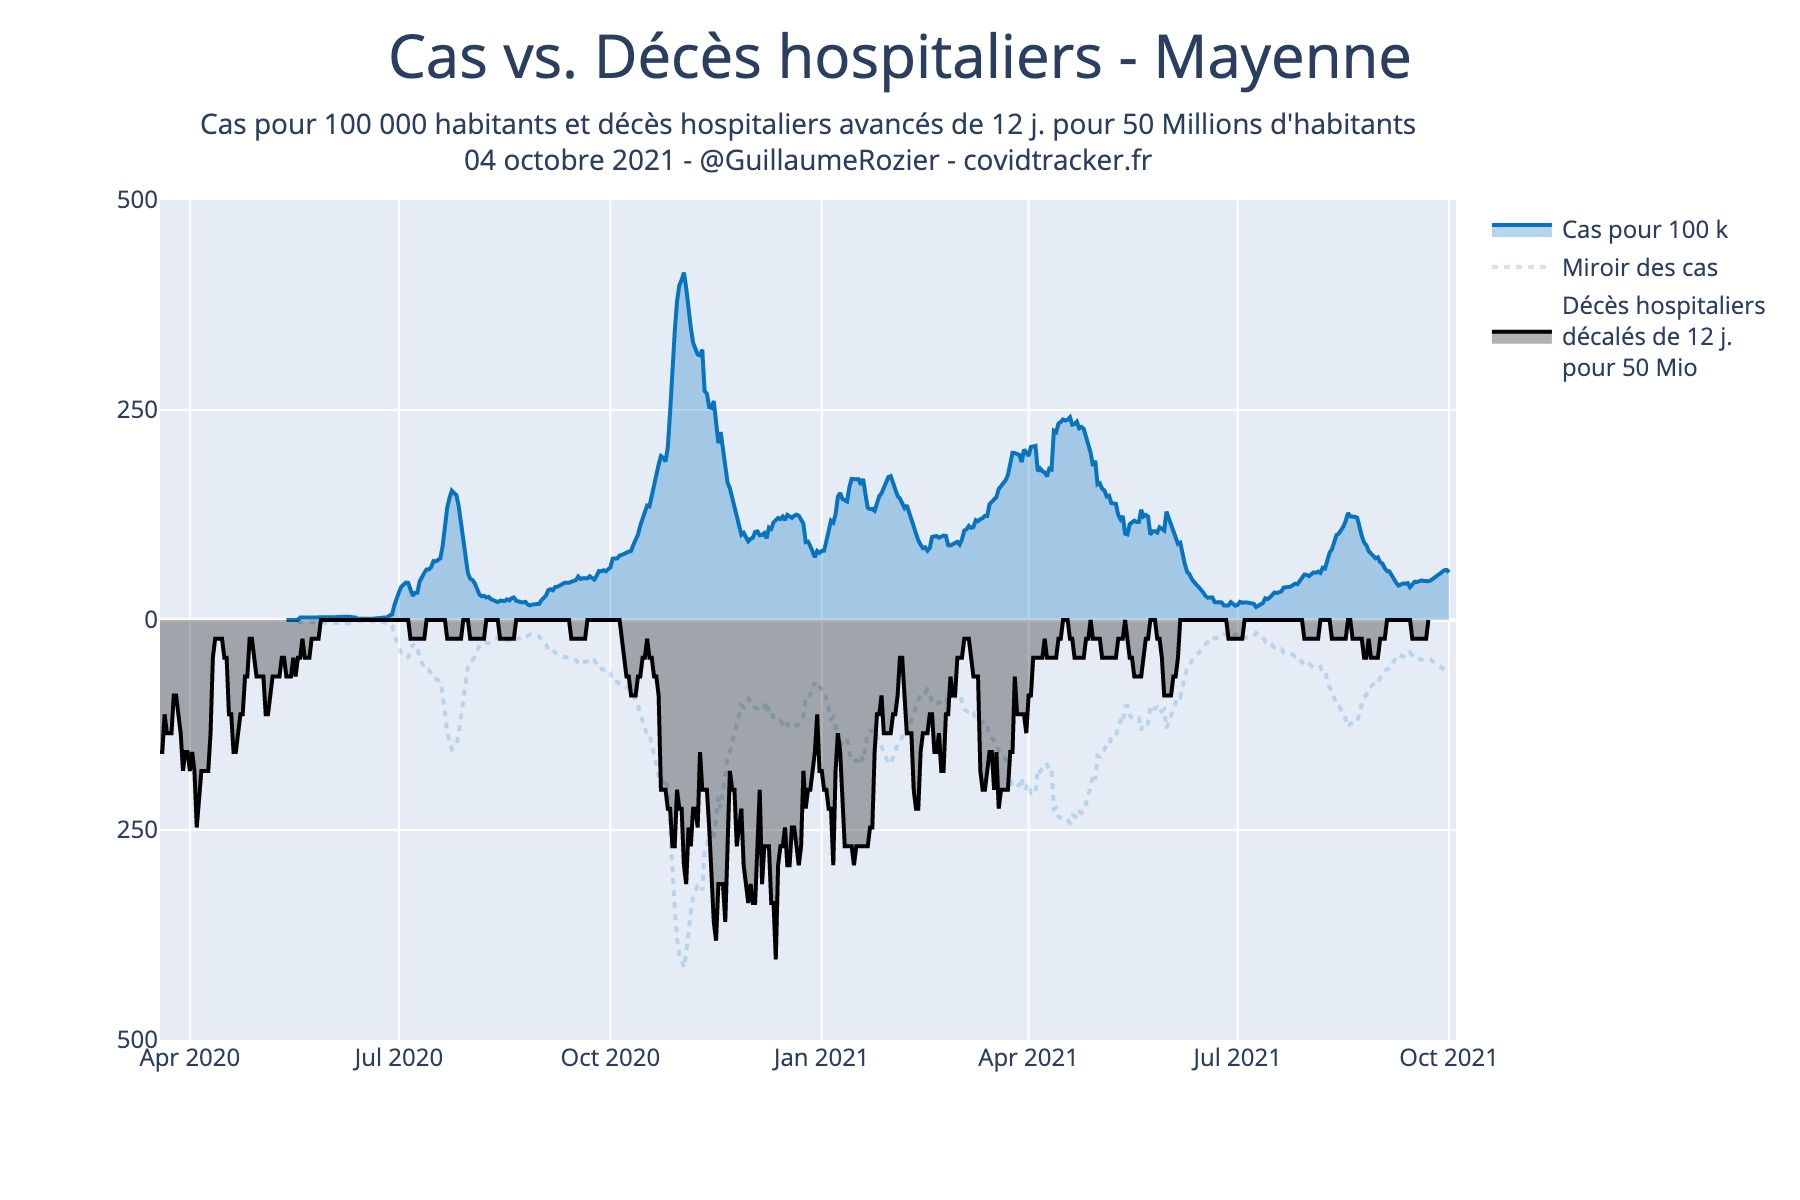 Cas vs. Décès hospitaliers - Mayenne
Cas pour 100 000 habitants et décès hospitaliers avancés de 12 j. pour 50 Millions d'habitants
04 octobre 2021 - @GuillaumeRozier - covidtracker.fr
500
250
0
250
500
Apr 2020
Jul 2020
Oct 2020
Jan 2021
Apr 2021
Jul 2021
Oct 2021
Cas pour 100 k
Miroir des cas
Décès hospitaliers
décalés de 12 j.
pour 50 Mio